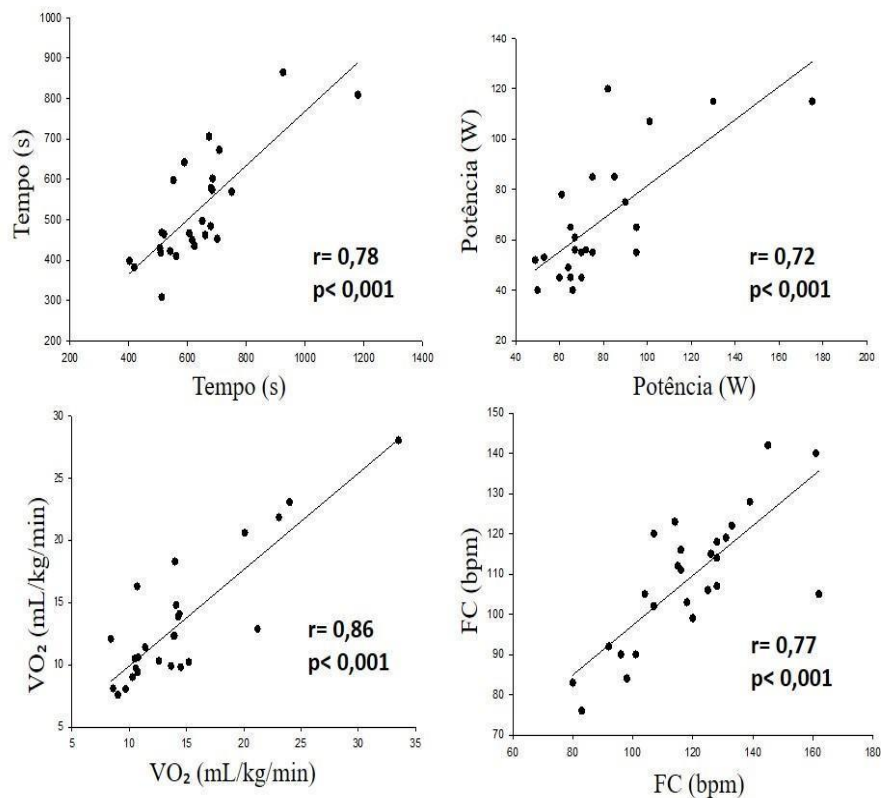 Tempo (s)
1000
900
800
700
600
500
400
300
200
r= 0,78
p< 0,001
200 400 600 800 1000 1200 1400
Tempo (s)
Potência (W)
140
120
100
80
60
40
20
r= 0,72
p< 0,001
40 60 80 100 120 140 160 180 200
Potência (W)
VO₂ (mL/kg/min)
30
25
20
15
10
5
r= 0,86
p< 0,001
5 10 15 20 25 30 35
VO₂ (mL/kg/min)
FC (bpm)
150
140
130
120
110
100
90
80
70
r= 0,77
p< 0,001
60 80 100 120 140 160 180
FC (bpm)